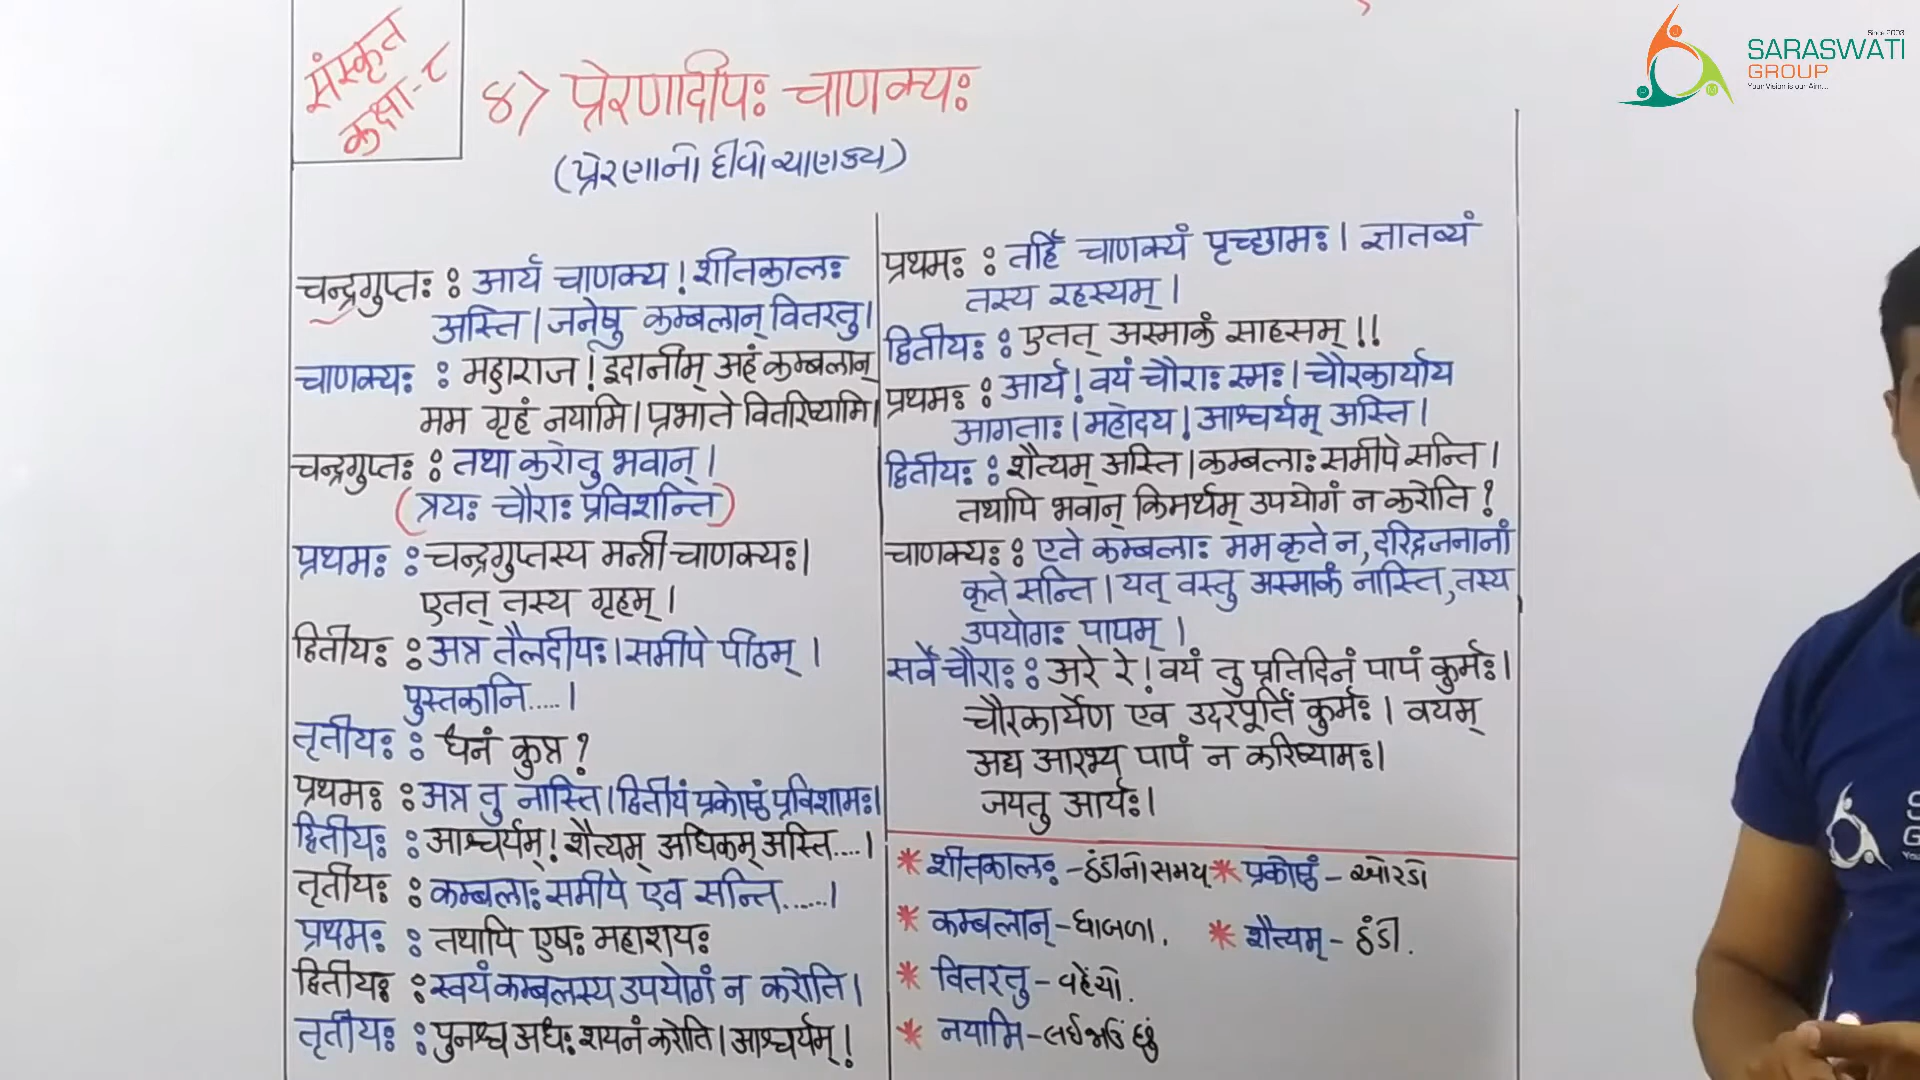 संस्कृत
कक्षा-८
४) प्रेरणादीपः चाणक्यः
(પ્રેરણાનો દીવો ચાણક્ય)
चन्द्रगुप्तः : आर्य चाणक्य ! शीतकालः
अस्ति । जनेषु कम्बलान् वितरतु ।
चाणक्यः : महाराज ! इदानीम् अहं कम्बलान्
मम गृहं नयामि । प्रभाते वितरिष्यामि ।
चन्द्रगुप्तः : तथा करोतु भवान् ।
(त्रयः चौराः प्रविशन्ति)
प्रथमः : चन्द्रगुप्तस्य मन्त्री चाणक्यः ।
एतत् तस्य गृहम् ।
द्वितीयः : अत्र तैलदीपः । समीपे पीठम् ।
पुस्तकानि..... ।
तृतीयः : धनं कुत्र ?
प्रथमः : अत्र तु नास्ति । द्वितीयं प्रकोष्ठं प्रविशामः ।
द्वितीयः : आश्चर्यम् ! शैत्यम् अधिकम् अस्ति.... ।
तृतीयः : कम्बलाः समीपे एव सन्ति...... ।
प्रथमः : तथापि एषः महाशयः
द्वितीयः : स्वयं कम्बलस्य उपयोगं न करोति ।
तृतीयः : पुनश्च अधः शयनं करोति । आश्चर्यम् !
प्रथमः : तर्हि चाणक्यं पृच्छामः । ज्ञातव्यं
तस्य रहस्यम् ।
द्वितीयः : एतत् अस्माकं साहसम् !!
प्रथमः : आर्य ! वयं चौराः स्मः । चौरकार्याय
आगताः । महोदय ! आश्चर्यम् अस्ति ।
द्वितीयः : शैत्यम् अस्ति । कम्बलाः समीपे सन्ति ।
तथापि भवान् किमर्थम् उपयोगं न करोति ?
चाणक्यः : एते कम्बलाः मम कृते न, दरिद्रजनानां
कृते सन्ति । यत् वस्तु अस्माकं नास्ति, तस्य
उपयोगः पापम् ।
सर्वे चौराः : अरे रे ! वयं तु प्रतिदिनं पापं कुर्मः ।
चौरकार्येण एव उदरपूर्तिं कुर्मः । वयम्
अद्य आरभ्य पापं न करिष्यामः ।
जयतु आर्यः ।
* शीतकालः - ઠંડીનો સમય * प्रकोष्ठं - ઓરડો
* कम्बलान् - ધાબળા. * शैत्यम् - ઠંડી.
* वितरतु - વહેંચો.
* नयामि - લઈ જાઉં છું
Since 2003
SARASWATI
GROUP
Your Vision is our Aim...